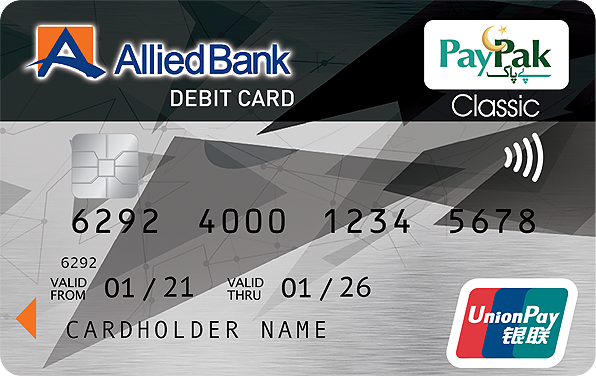 AlliedBank
DEBIT CARD
PayPak
پے پاک
Classic
6292 4000 1234 5678
6292
VALID FROM 01 / 21 VALID THRU 01 / 26
CARDHOLDER NAME
UnionPay
银联